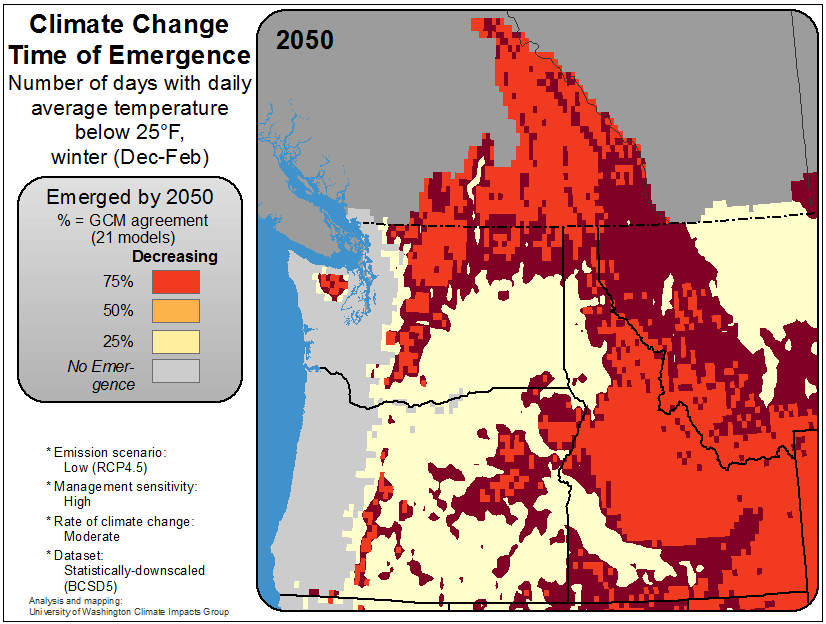 Climate Change
Time of Emergence
Number of days with daily
average temperature
below 25°F,
winter (Dec-Feb)
2050
Emerged by 2050
% = GCM agreement
(21 models)
Decreasing
75%
50%
25%
No Emer-
gence
* Emission scenario:
Low (RCP4.5)
* Management sensitivity:
High
* Rate of climate change:
Moderate
* Dataset:
Statistically-downscaled
(BCSD5)
Analysis and mapping:
University of Washington Climate Impacts Group